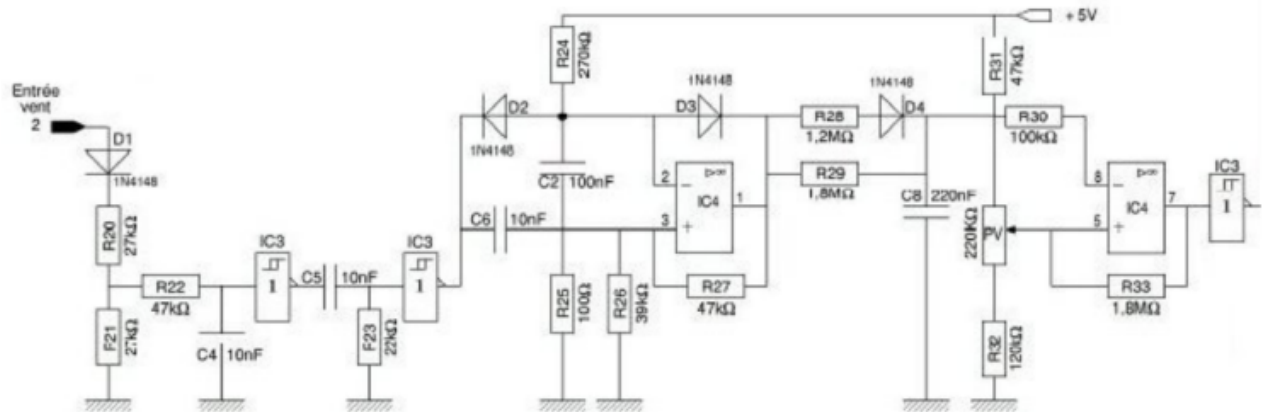 + 5V
R24
270kΩ
R31
47kΩ
Entrée
vent
2
D1
1N4148
D2
1N4148
1N4148
D3
1N4148
D4
R28
1,2MΩ
R29
1,8MΩ
R30
100kΩ
C2 100nF
C6 10nF
2
-
3
+
▷∞
IC4
1
C8 220nF
220KΩ
PV
6
-
5
+
▷∞
IC4
7
IC3
1
R20
27kΩ
R22
47kΩ
IC3
1
C5 10nF
IC3
1
F21
27kΩ
C4 10nF
F23
22kΩ
R25
100Ω
R26
39kΩ
R27
47kΩ
R33
1,8MΩ
R32
120kΩ